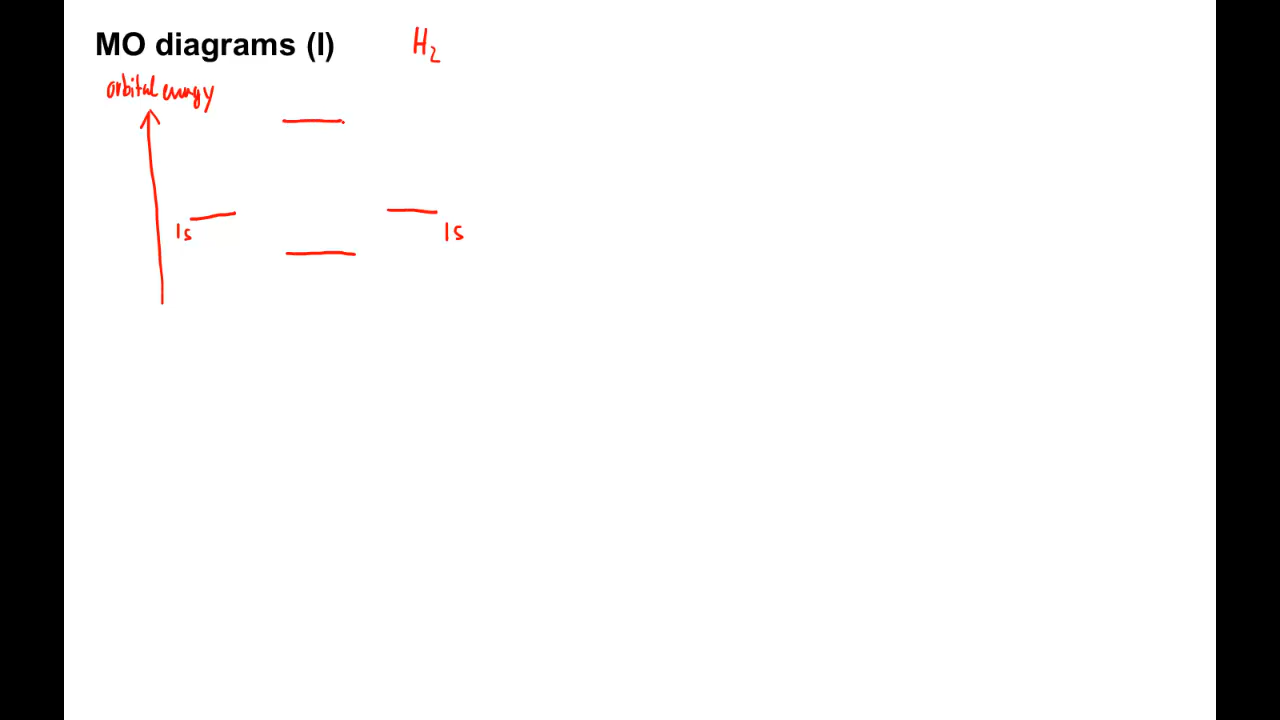 MO diagrams (I) H₂
orbital energy
1s 1s